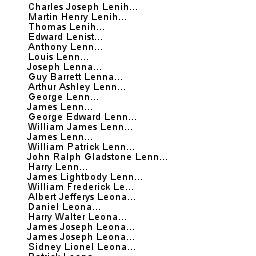 Charles Joseph Lenih...
Martin Henry Lenih...
Thomas Lenih...
Edward Lenist...
Anthony Lenn...
Louis Lenn...
Joseph Lenna...
Guy Barrett Lenna...
Arthur Ashley Lenn...
George Lenn...
James Lenn...
George Edward Lenn...
William James Lenn...
James Lenn...
William Patrick Lenn...
John Ralph Gladstone Lenn...
Harry Lenn...
James Lightbody Lenn...
William Frederick Le...
Albert Jefferys Leona...
Daniel Leona...
Harry Walter Leona...
James Joseph Leona...
James Joseph Leona...
Sidney Lionel Leona...